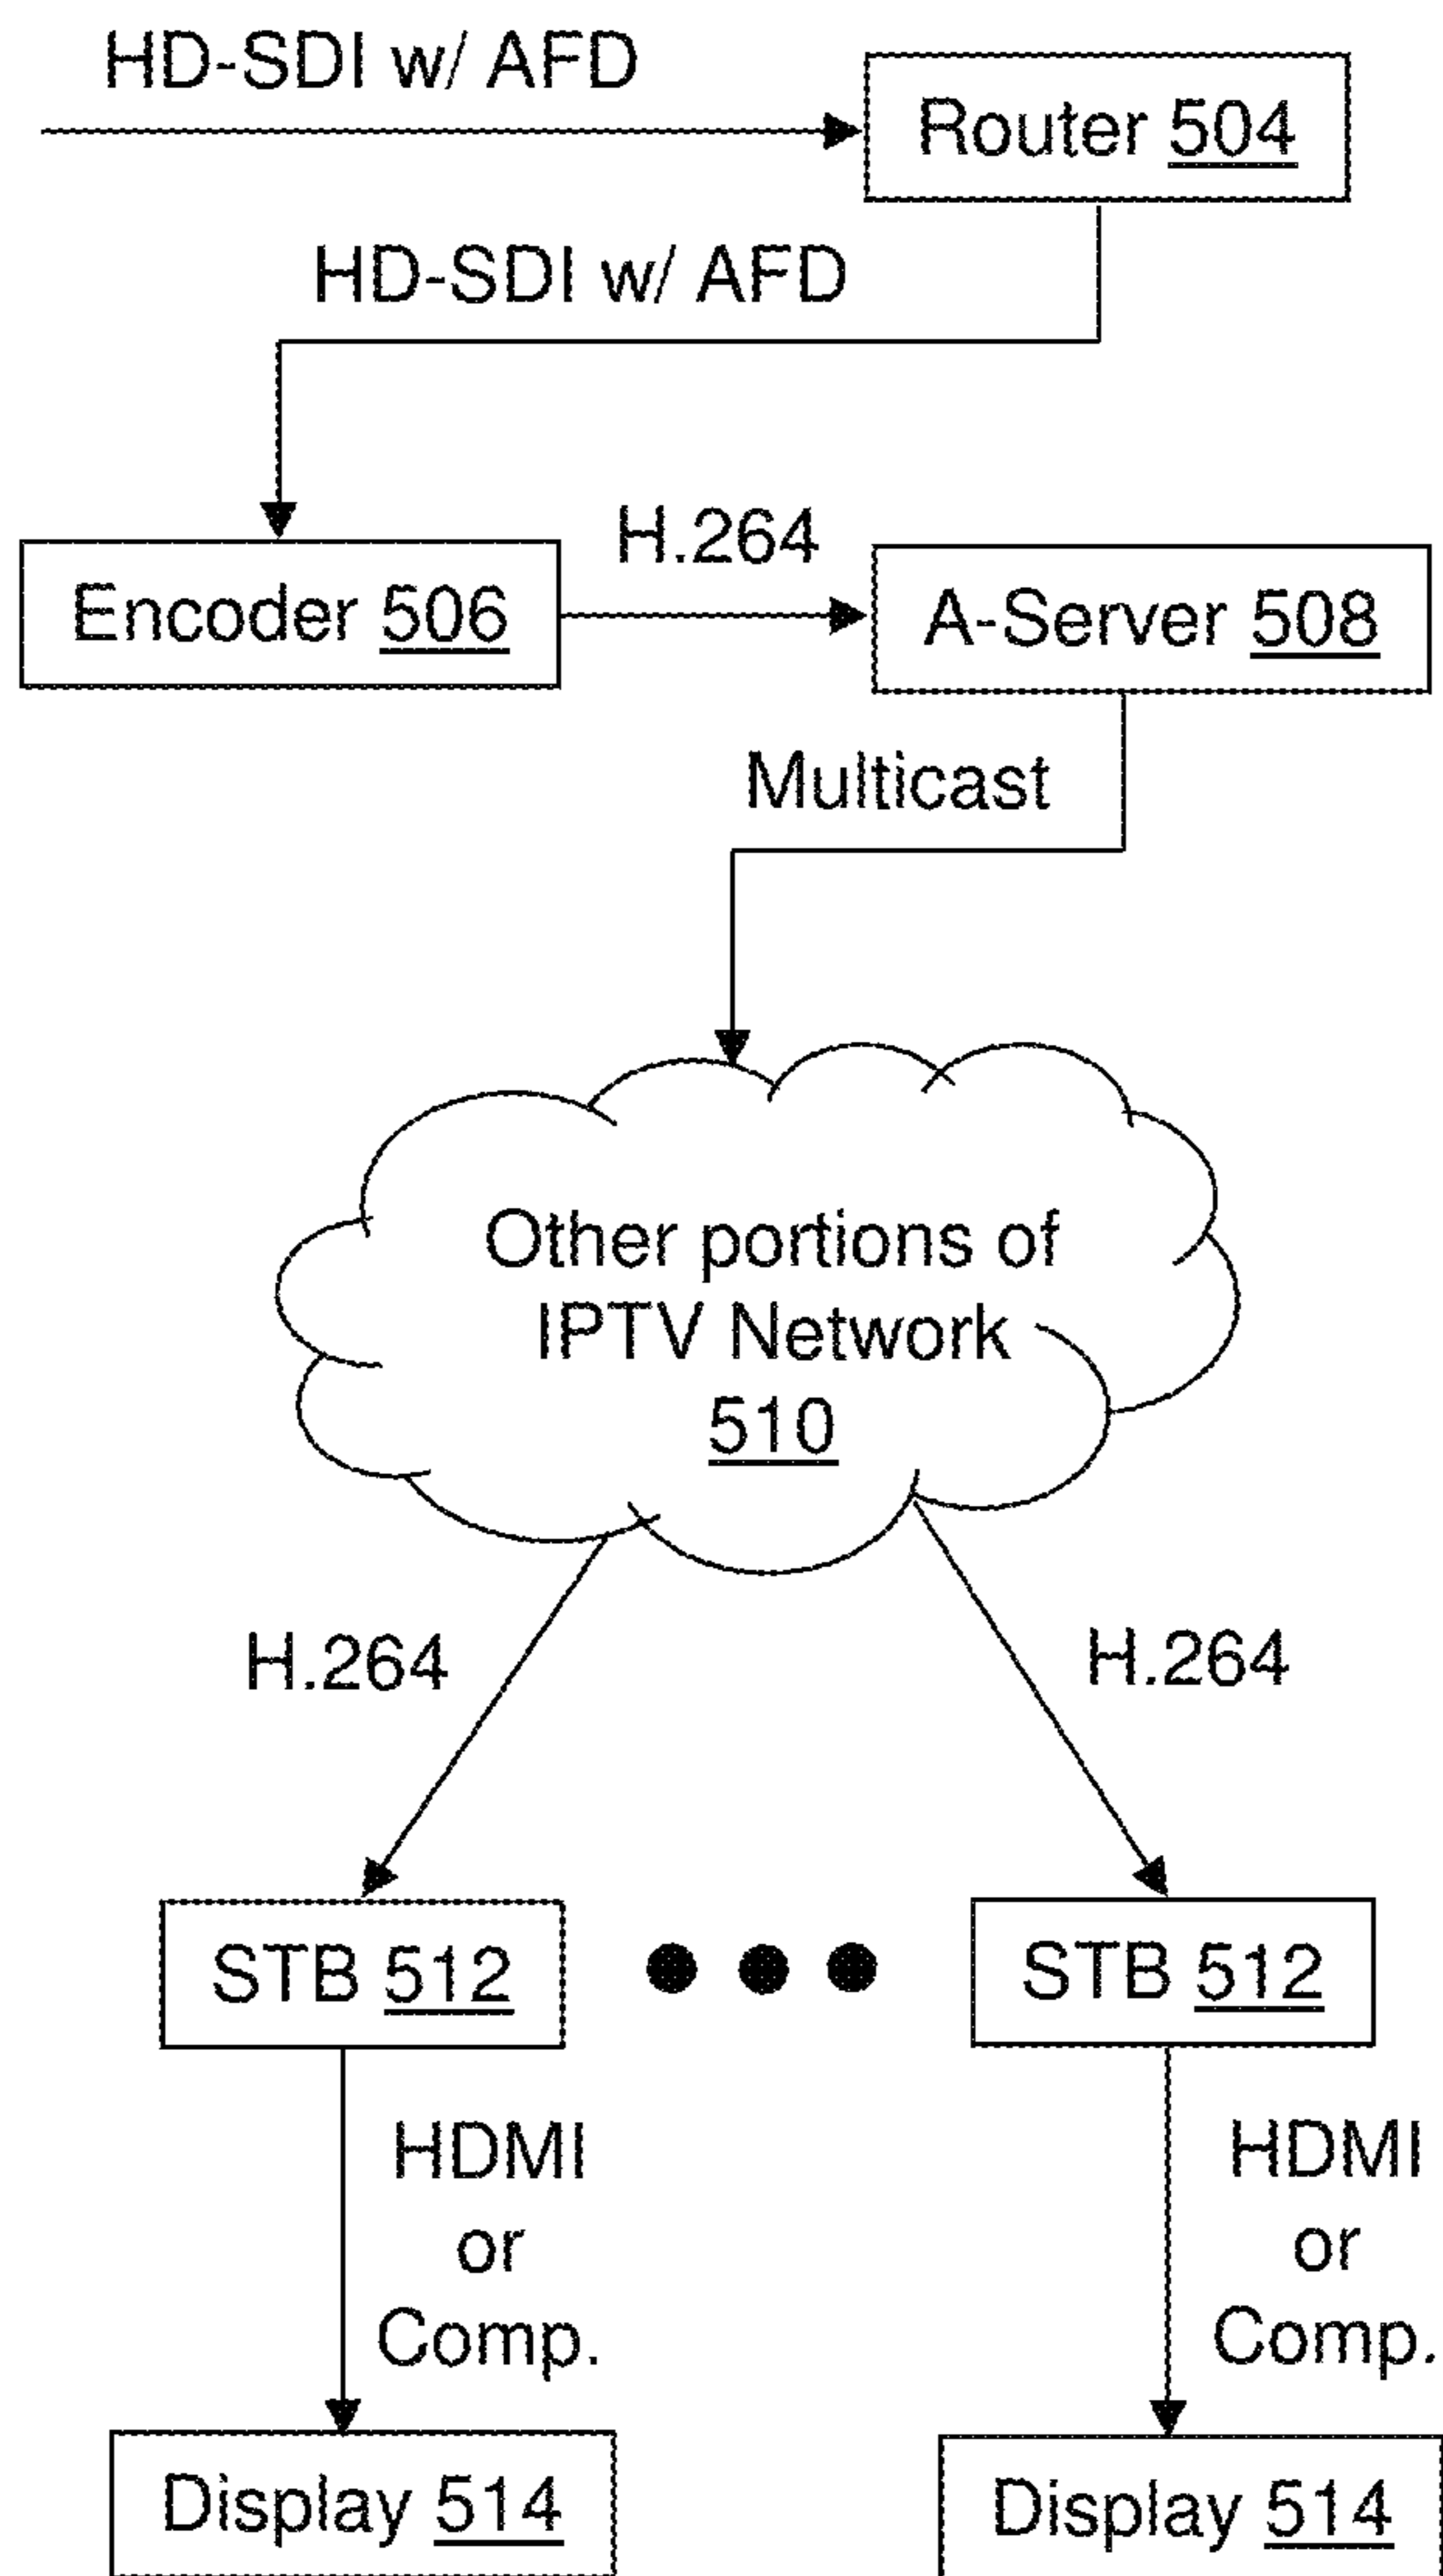 HD-SDI w/ AFD
Router 504
HD-SDI w/ AFD
Encoder 506
H.264
A-Server 508
Multicast
Other portions of
IPTV Network
510
H.264
H.264
STB 512
STB 512
HDMI
or
Comp.
HDMI
or
Comp.
Display 514
Display 514